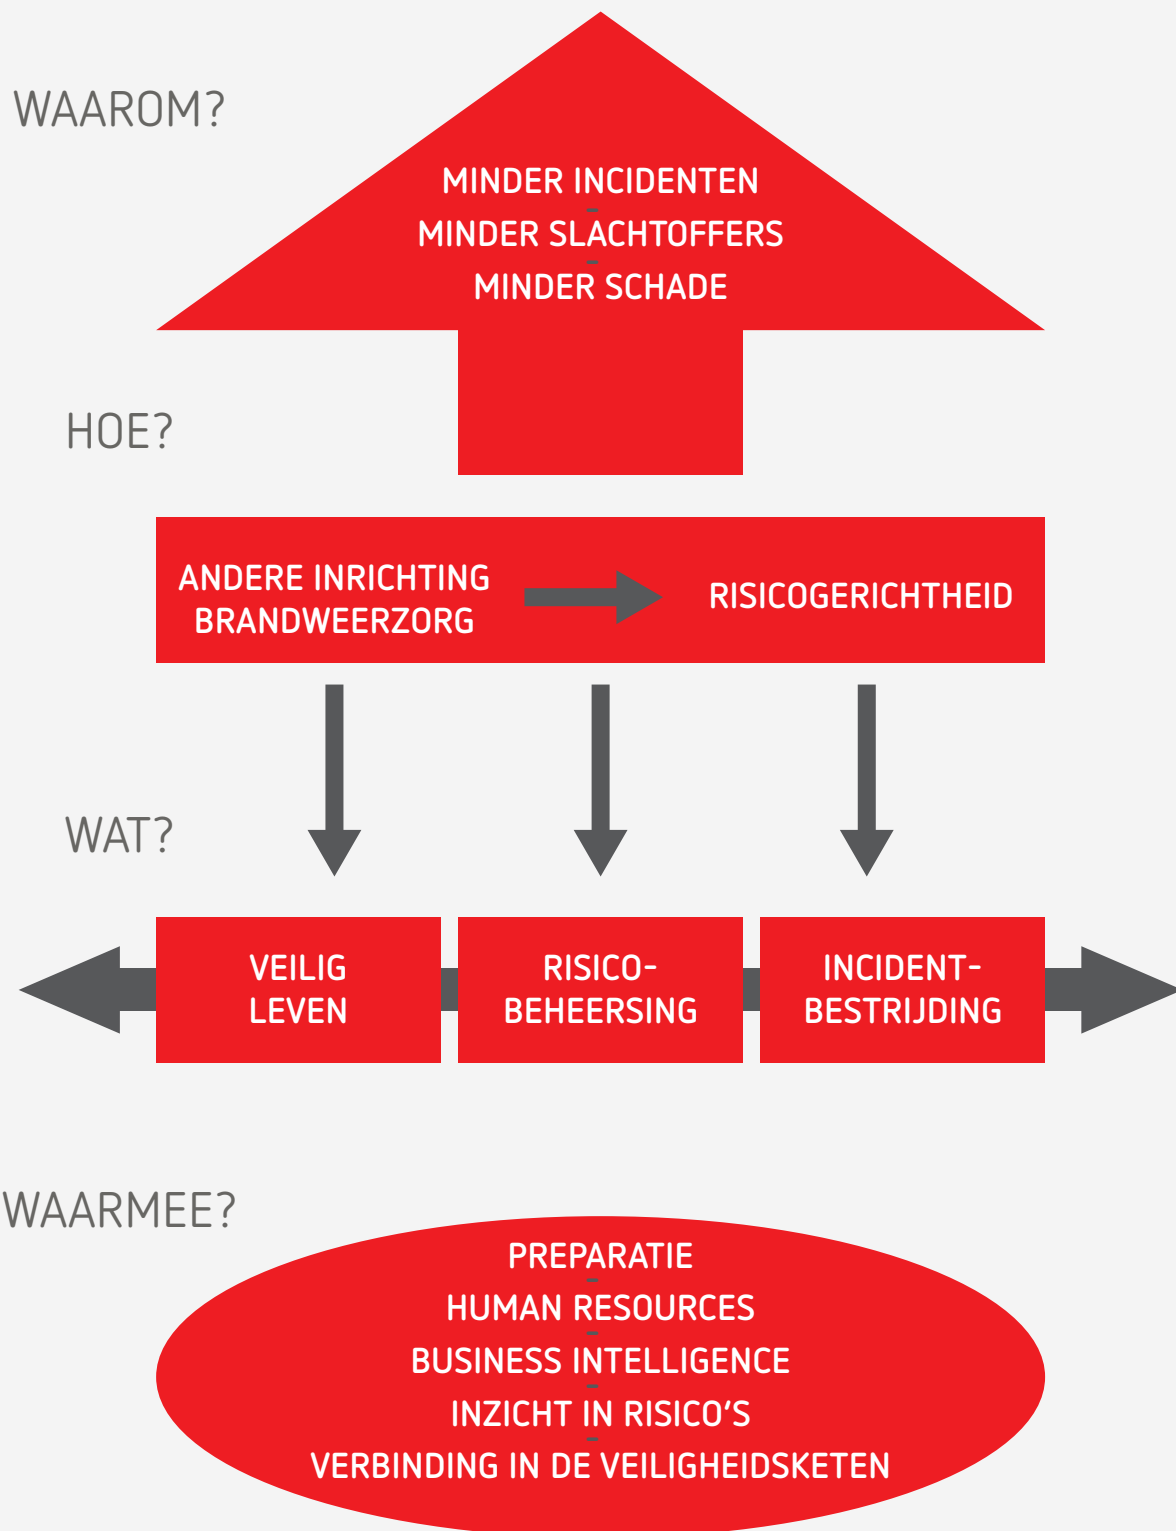 WAAROM?
MINDER INCIDENTEN
-
MINDER SLACHTOFFERS
-
MINDER SCHADE
HOE?
ANDERE INRICHTING
BRANDWEERZORG
RISICOGERICHTHEID
WAT?
VEILIG
LEVEN
RISICO-
BEHEERSING
INCIDENT-
BESTRIJDING
WAARMEE?
PREPARATIE
-
HUMAN RESOURCES
-
BUSINESS INTELLIGENCE
-
INZICHT IN RISICO'S
-
VERBINDING IN DE VEILIGHEIDSKETEN